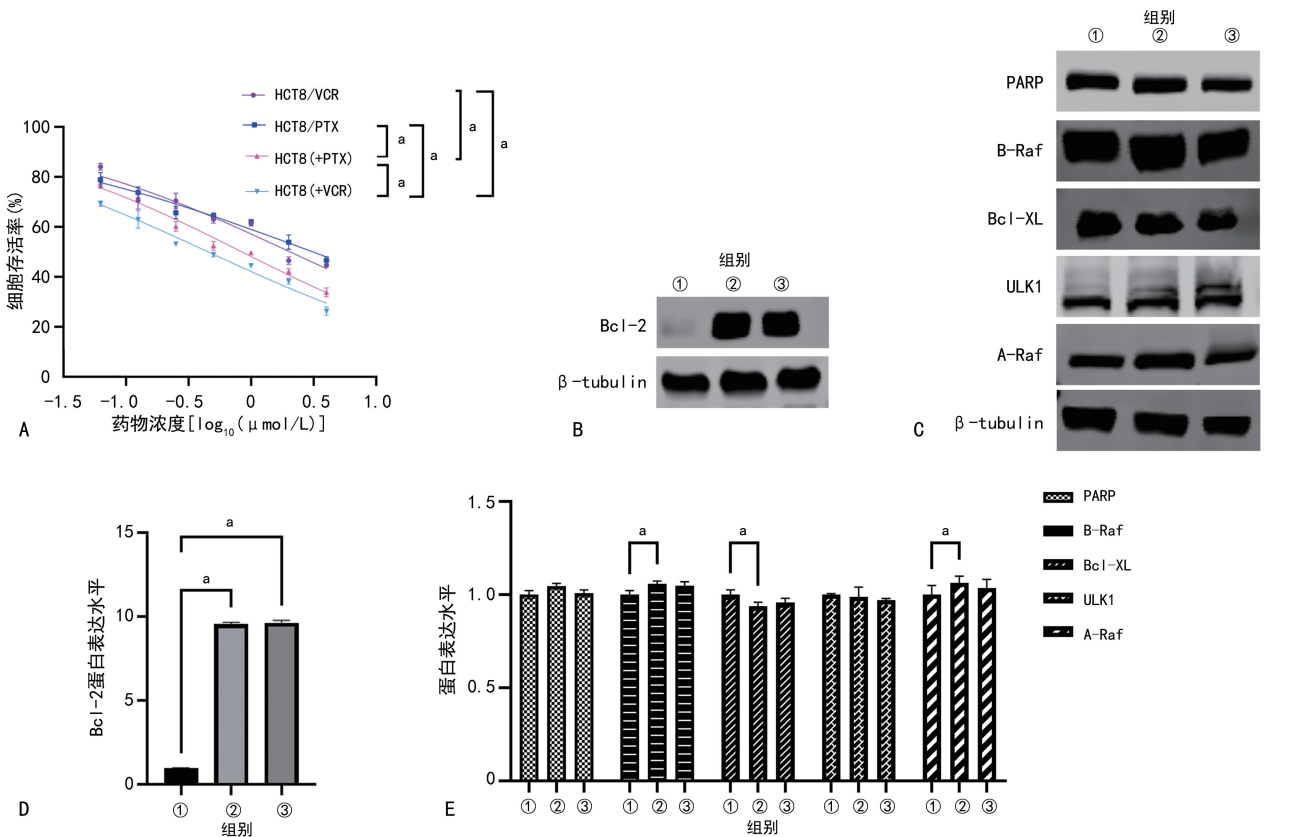 HCT8/VCR
HCT8/PTX
HCT8(+PTX)
HCT8(+VCR)
a
a
a
a
a
细胞存活率(%)
100
80
60
40
20
0
-1.5 -1.0 -0.5 0 0.5 1.0
药物浓度[log10(μmol/L)]
A
组别
① ② ③
Bcl-2
β-tubulin
B
组别
① ② ③
PARP
B-Raf
Bcl-XL
ULK1
A-Raf
β-tubulin
C
Bcl-2蛋白表达水平
15
10
5
0
a
a
① ② ③
组别
D
蛋白表达水平
1.5
1.0
0.5
0
a a a
① ② ③ ① ② ③ ① ② ③ ① ② ③ ① ② ③
组别
E
PARP
B-Raf
Bcl-XL
ULK1
A-Raf